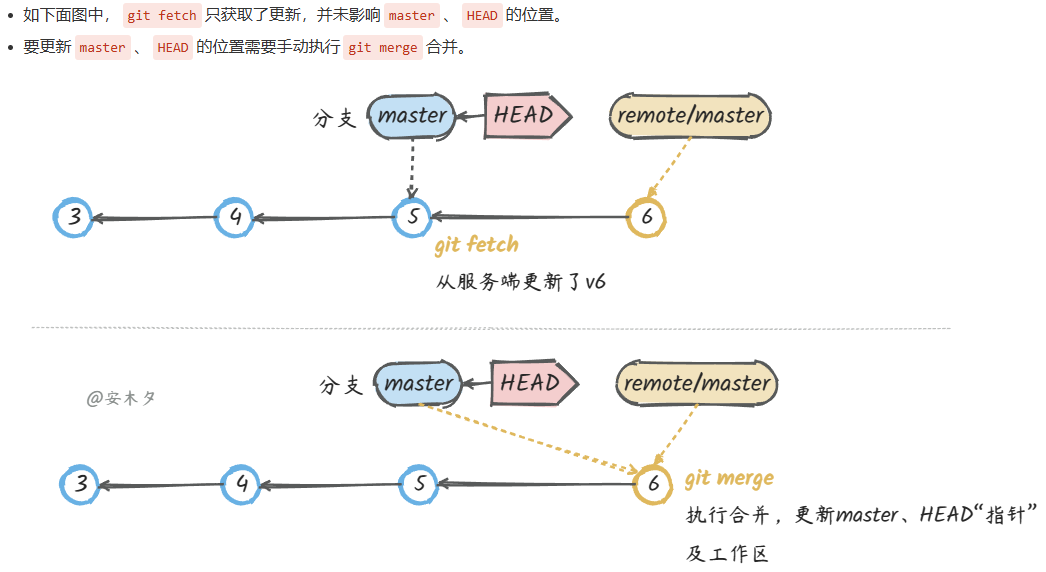 如下面图中， git fetch 只获取了更新，并未影响 master 、 HEAD 的位置。
要更新 master 、 HEAD 的位置需要手动执行 git merge 合并。
分支 master HEAD remote/master
3 4 5 6
git fetch
从服务端更新了v6
分支 master HEAD remote/master
@安木夕
3 4 5 6 git merge
执行合并，更新master、HEAD“指针”
及工作区